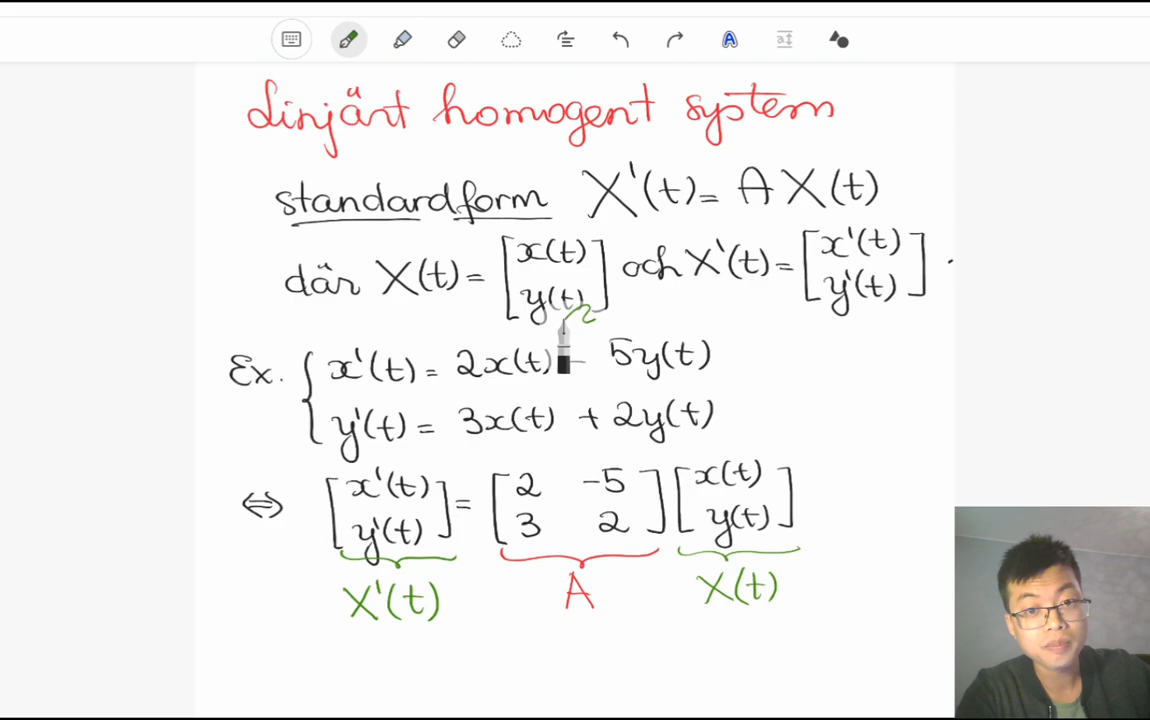 Linjärt homogent system
standardform X'(t) = AX(t)
där X(t) = [x(t) y(t)] och X'(t) = [x'(t) y'(t)].
Ex. { x'(t) = 2x(t) - 5y(t)
y'(t) = 3x(t) + 2y(t)
⇔ [x'(t) y'(t)] = [2 -5 3 2] [x(t) y(t)]
X'(t) A X(t)